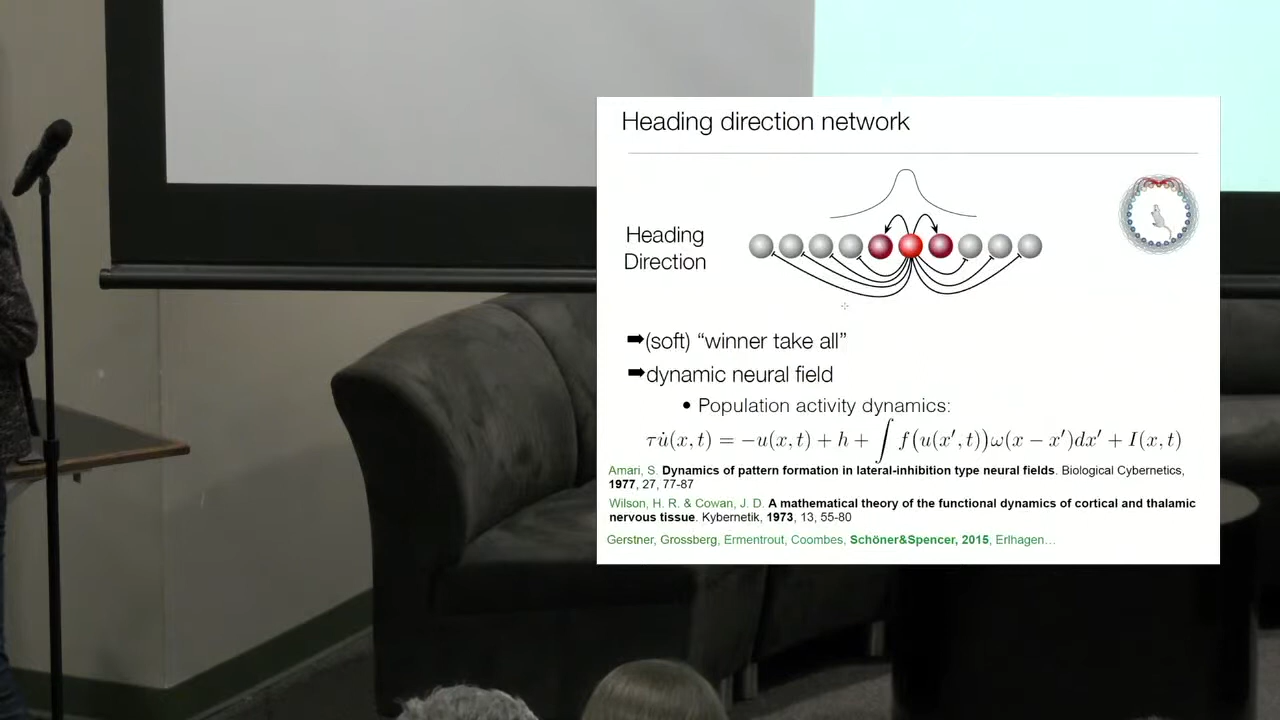 Heading direction network
Heading
Direction
➡(soft) “winner take all”
➡dynamic neural field
• Population activity dynamics:
τu̇(x, t) = −u(x, t) + h + ∫ f(u(x′, t))ω(x − x′)dx′ + I(x, t)
Amari, S. Dynamics of pattern formation in lateral-inhibition type neural fields. Biological Cybernetics,
1977, 27, 77-87
Wilson, H. R. & Cowan, J. D. A mathematical theory of the functional dynamics of cortical and thalamic
nervous tissue. Kybernetik, 1973, 13, 55-80
Gerstner, Grossberg, Ermentrout, Coombes, Schöner&Spencer, 2015, Erlhagen…